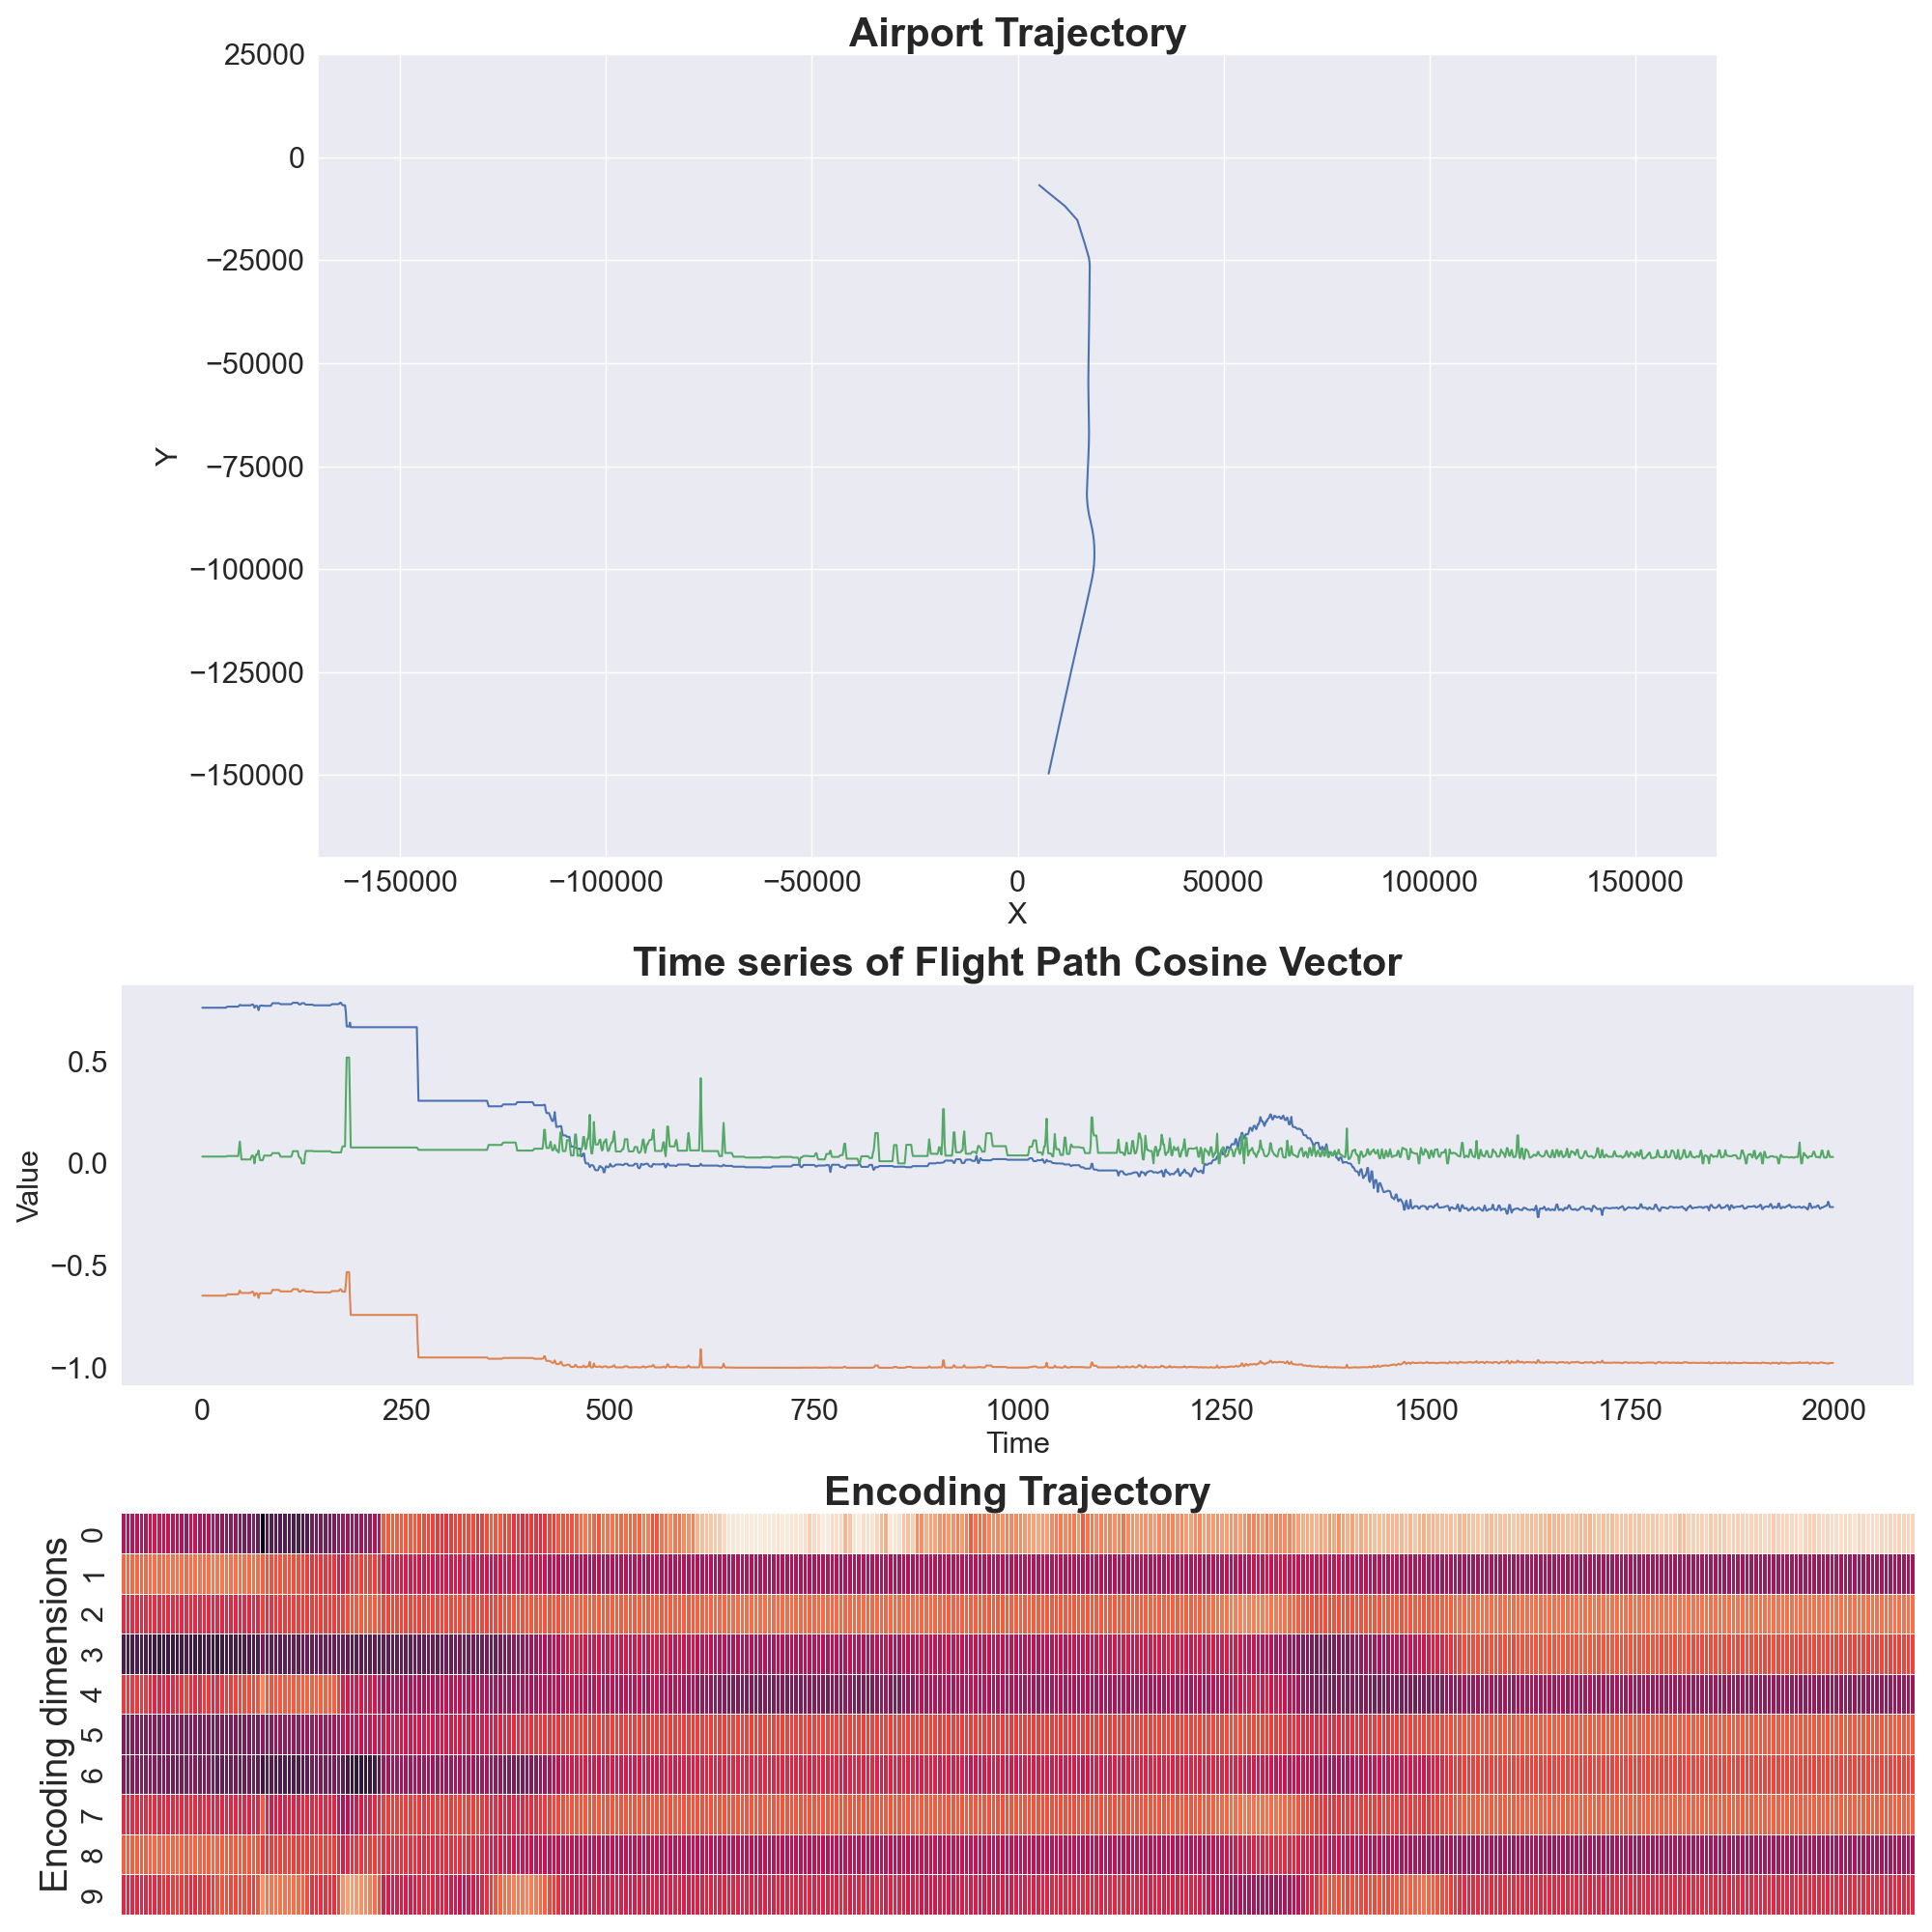 Airport Trajectory
25000
0
−25000
−50000
−75000
−100000
−125000
−150000
Y
−150000 −100000 −50000 0 50000 100000 150000
X
Time series of Flight Path Cosine Vector
0.5
0.0
−0.5
−1.0
Value
0 250 500 750 1000 1250 1500 1750 2000
Time
Encoding Trajectory
0
1
2
3
4
5
6
7
8
9
Encoding dimensions